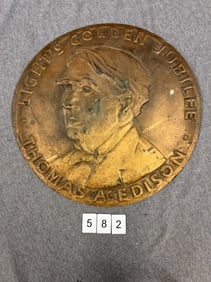 LIGHT'S GOLDEN JUBILEE
THOMAS A EDISON
582